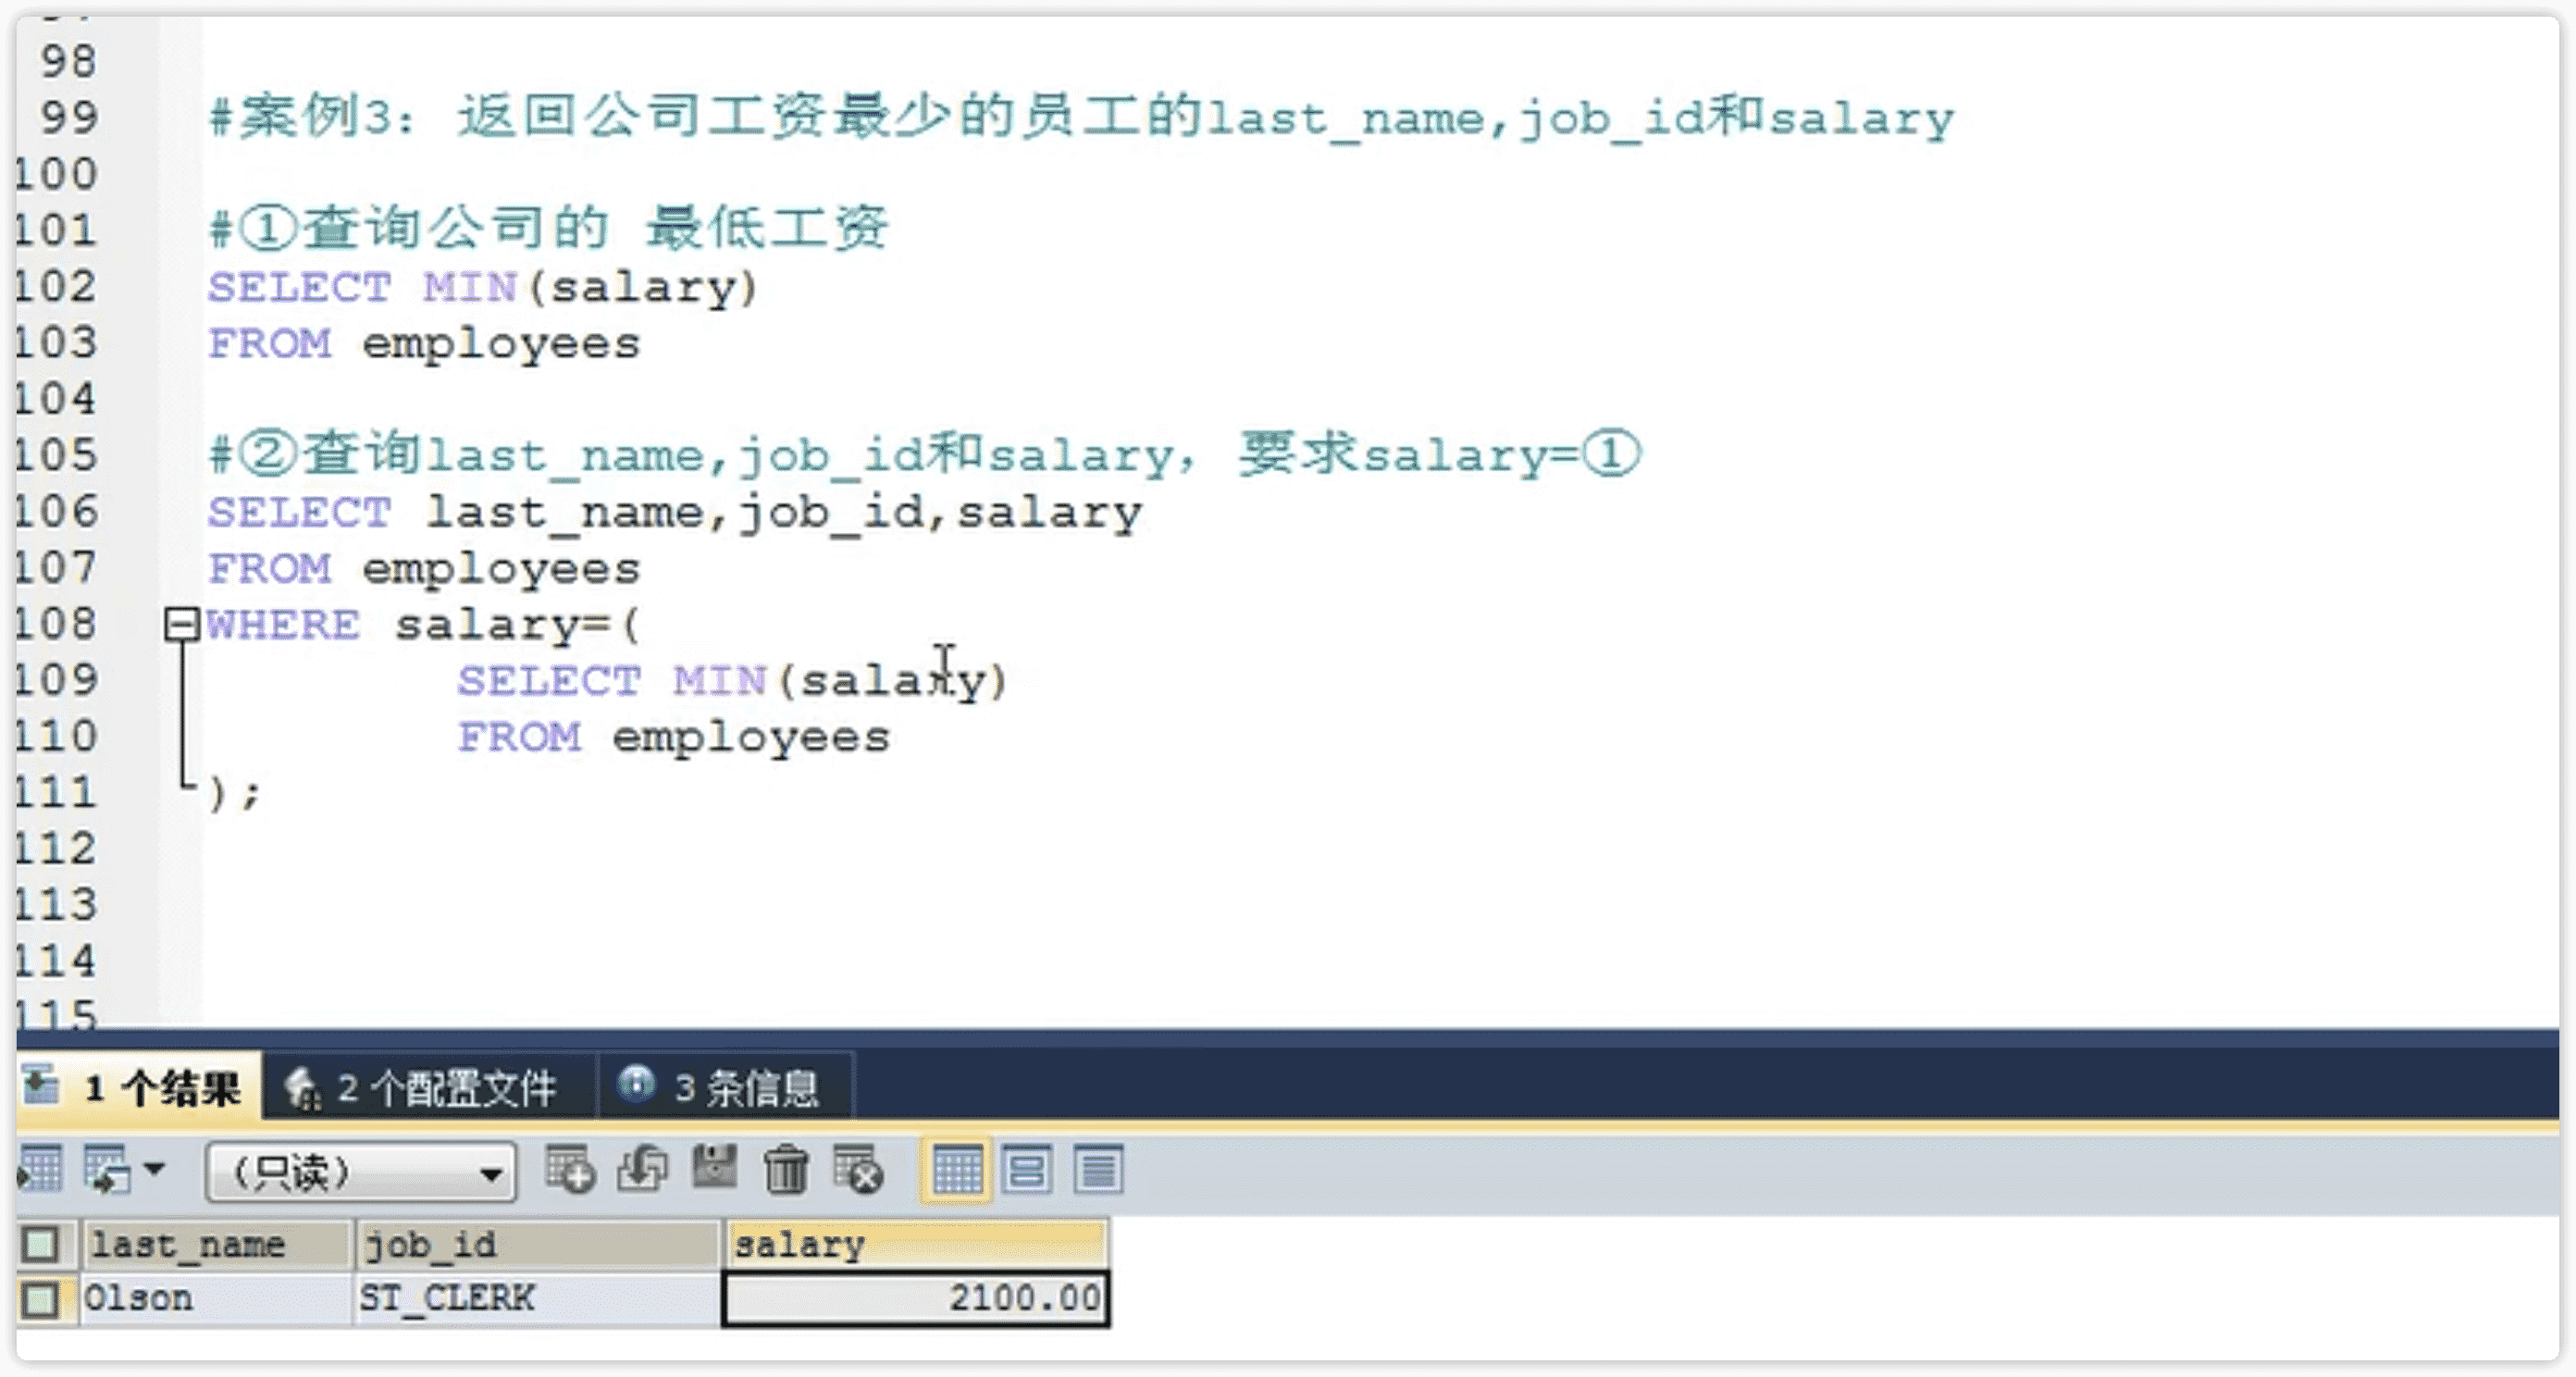 98
99 #案例3：返回公司工资最少的员工的last_name,job_id和salary
100
101 #①查询公司的 最低工资
102 SELECT MIN(salary)
103 FROM employees
104
105 #②查询last_name,job_id和salary，要求salary=①
106 SELECT last_name,job_id,salary
107 FROM employees
108 WHERE salary=(
109 SELECT MIN(salary)
110 FROM employees
111 );
112
113
114
115
1 个结果 2 个配置文件 3 条信息
（只读）
last_name job_id salary
Olson ST_CLERK 2100.00